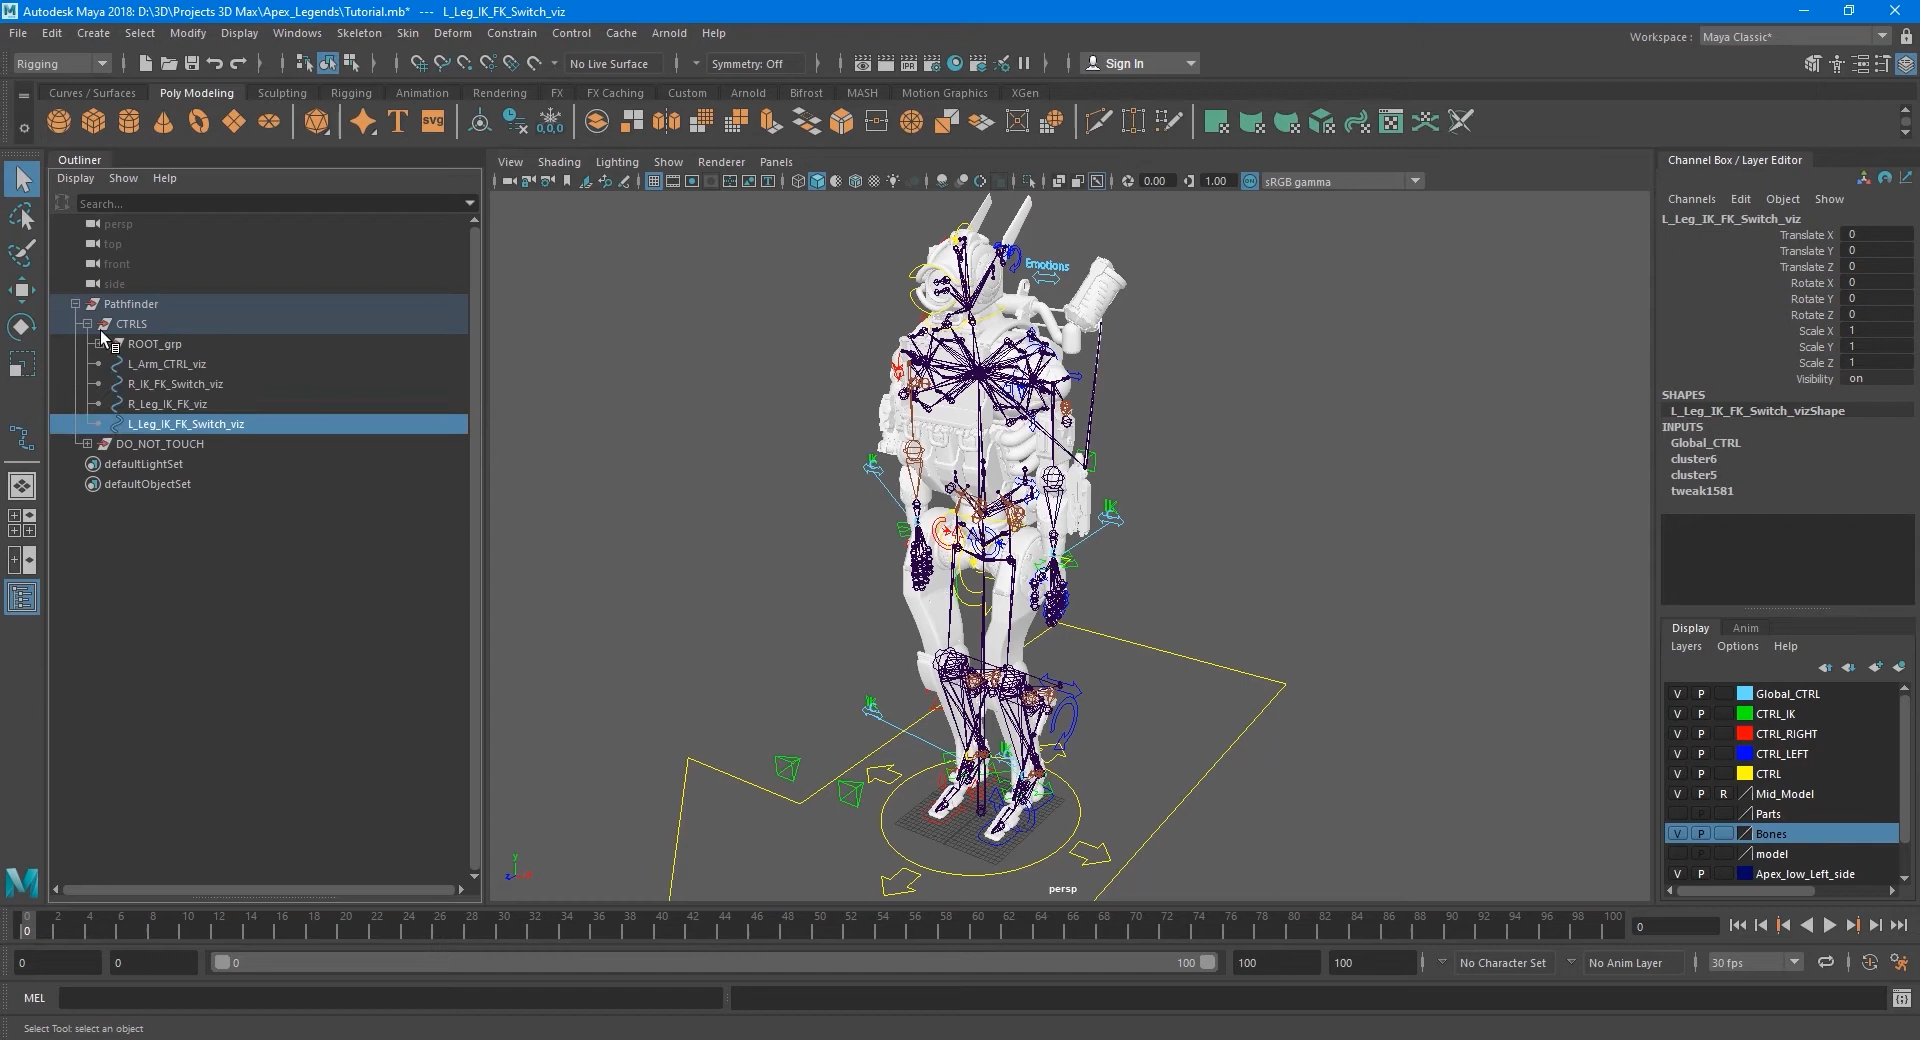 Autodesk Maya 2018: D:\3D\Projects 3D Max\Apex_Legends\Tutorial.mb* --- L_Leg_IK_FK_Switch_viz
File Edit Create Select Modify Display Windows Skeleton Skin Deform Constrain Control Cache Arnold Help
Workspace : Maya Classic*
Rigging
No Live Surface
Symmetry: Off
Sign In
Curves / Surfaces Poly Modeling Sculpting Rigging Animation Rendering FX FX Caching Custom Arnold Bifrost MASH Motion Graphics XGen
Outliner
Display Show Help
Search...
persp
top
front
side
Pathfinder
CTRLS
ROOT_grp
L_Arm_CTRL_viz
R_IK_FK_Switch_viz
R_Leg_IK_FK_viz
L_Leg_IK_FK_Switch_viz
DO_NOT_TOUCH
defaultLightSet
defaultObjectSet
View Shading Lighting Show Renderer Panels
0.00
1.00
sRGB gamma
Emotions
IK
IK
IK
IK
persp
Channel Box / Layer Editor
Channels Edit Object Show
L_Leg_IK_FK_Switch_viz
Translate X 0
Translate Y 0
Translate Z 0
Rotate X 0
Rotate Y 0
Rotate Z 0
Scale X 1
Scale Y 1
Scale Z 1
Visibility on
SHAPES
L_Leg_IK_FK_Switch_vizShape
INPUTS
Global_CTRL
cluster6
cluster5
tweak1581
Display Anim
Layers Options Help
V P Global_CTRL
V P CTRL_IK
V P CTRL_RIGHT
V P CTRL_LEFT
V P CTRL
V P R Mid_Model
P Parts
V P Bones
P model
V P Apex_low_Left_side
0 2 4 6 8 10 12 14 16 18 20 22 24 26 28 30 32 34 36 38 40 42 44 46 48 50 52 54 56 58 60 62 64 66 68 70 72 74 76 78 80 82 84 86 88 90 92 94 96 98 100
0
0
0
0
0
100
100
100
No Character Set
No Anim Layer
30 fps
MEL
Select Tool: select an object